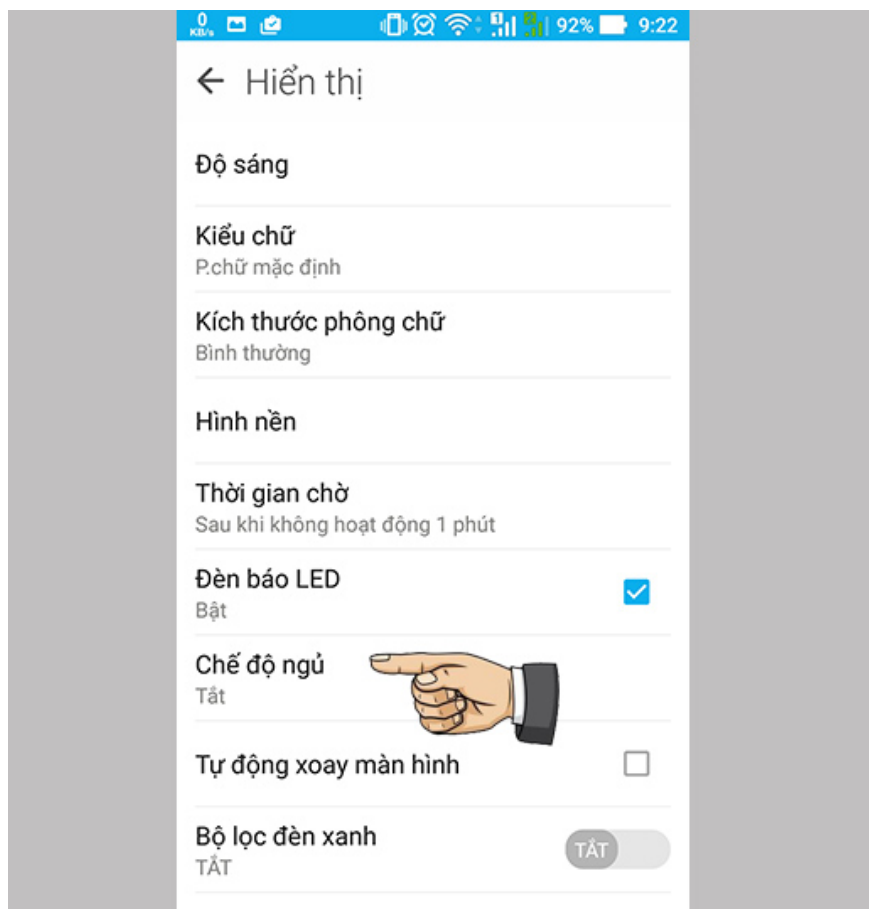 0
KB/s
1
92%
9:22
Hiển thị
Độ sáng
Kiểu chữ
P.chữ mặc định
Kích thước phông chữ
Bình thường
Hình nền
Thời gian chờ
Sau khi không hoạt động 1 phút
Đèn báo LED
Bật
Chế độ ngủ
Tắt
Tự động xoay màn hình
Bộ lọc đèn xanh
TẮT
TẮT